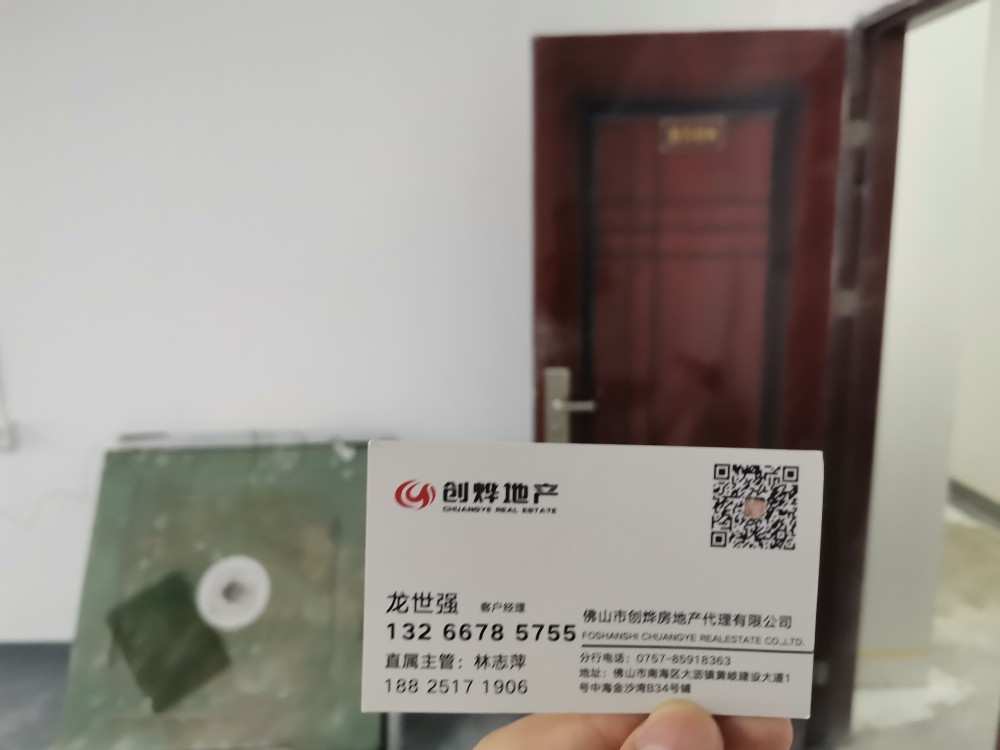 创烨地产
CHUANGYE REAL ESTATE
龙世强 客户经理
132 6678 5755
直属主管：林志萍
188 2517 1906
佛山市创烨房地产代理有限公司
FOSHANSHI CHUANGYE REALESTATE CO.,LTD.
分行电话：0757-85918363
地址：佛山市南海区大沥镇黄岐建设大道1
号中海金沙湾B34号铺